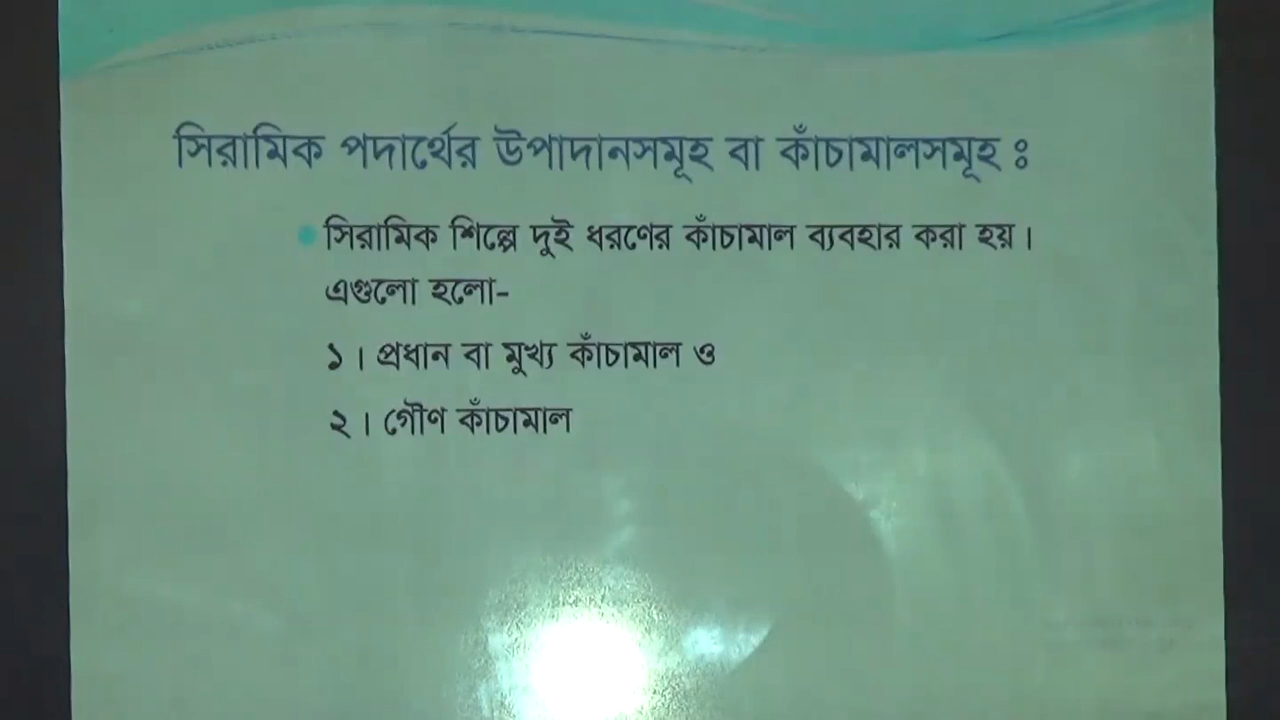 সিরামিক পদার্থের উপাদানসমূহ বা কাঁচামালসমূহ ঃ
সিরামিক শিল্পে দুই ধরণের কাঁচামাল ব্যবহার করা হয়।
এগুলো হলো-
১। প্রধান বা মুখ্য কাঁচামাল ও
২। গৌণ কাঁচামাল